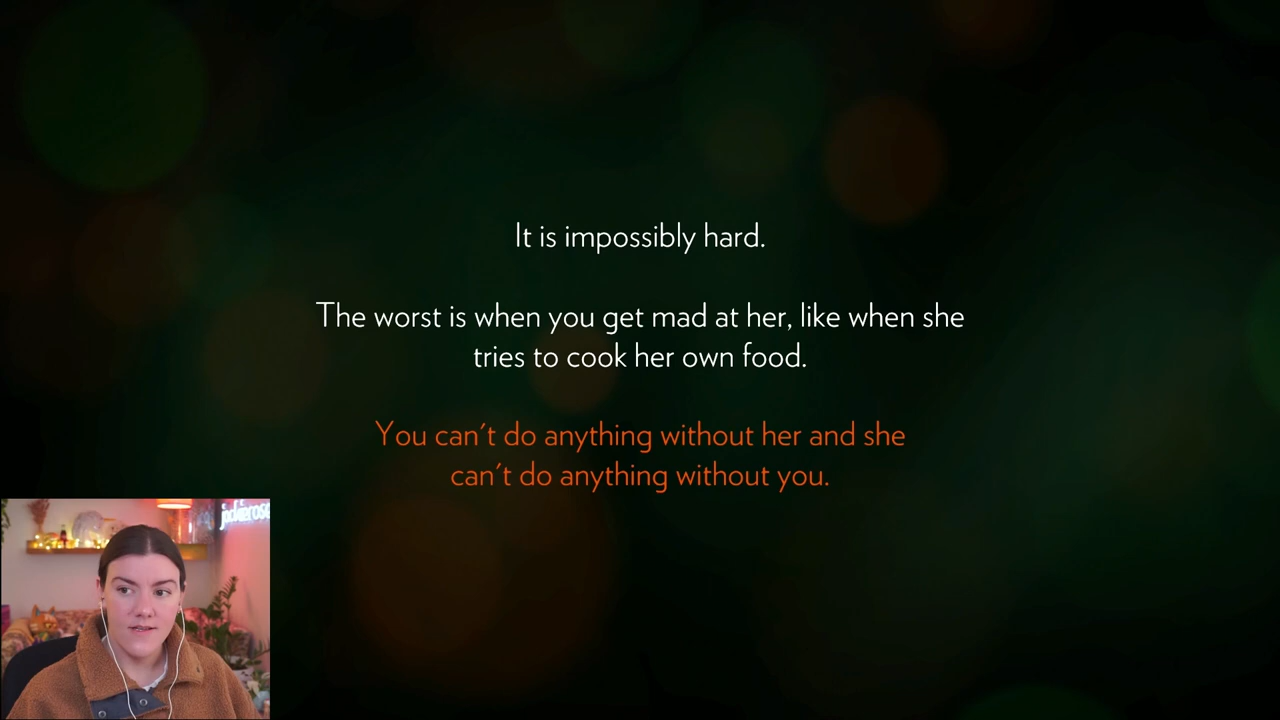 It is impossibly hard.
The worst is when you get mad at her, like when she
tries to cook her own food.
You can't do anything without her and she
can't do anything without you.
jackierose